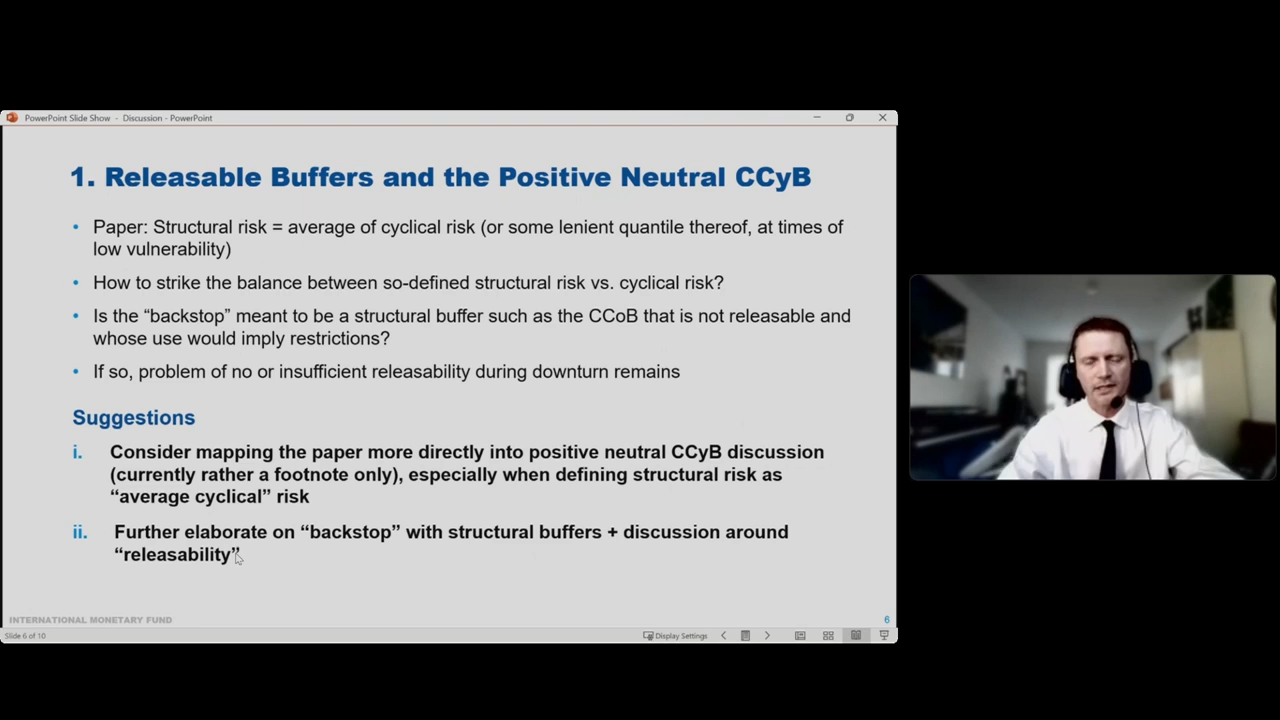 PowerPoint Slide Show - Discussion - PowerPoint
1. Releasable Buffers and the Positive Neutral CCyB
• Paper: Structural risk = average of cyclical risk (or some lenient quantile thereof, at times of
low vulnerability)
• How to strike the balance between so-defined structural risk vs. cyclical risk?
• Is the “backstop” meant to be a structural buffer such as the CCoB that is not releasable and
whose use would imply restrictions?
• If so, problem of no or insufficient releasability during downturn remains
Suggestions
i. Consider mapping the paper more directly into positive neutral CCyB discussion
(currently rather a footnote only), especially when defining structural risk as
“average cyclical” risk
ii. Further elaborate on “backstop” with structural buffers + discussion around
“releasability”
INTERNATIONAL MONETARY FUND
6
Slide 6 of 10
Display Settings